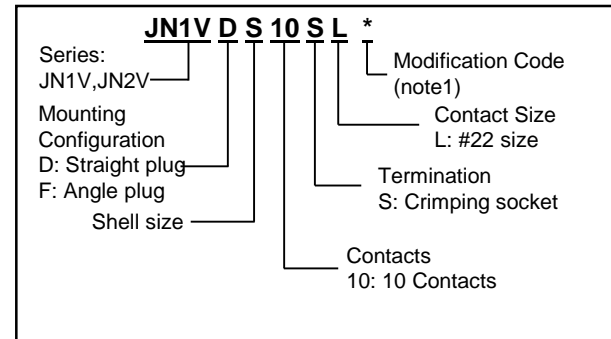 JN1V D S 10 S L *
Series:
JN1V,JN2V
Mounting
Configuration
D: Straight plug
F: Angle plug
Shell size
Modification Code
(note1)
Contact Size
L: #22 size
Termination
S: Crimping socket
Contacts
10: 10 Contacts